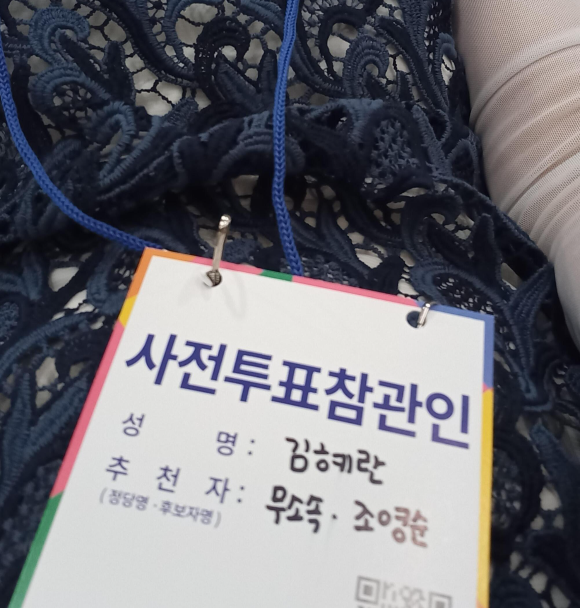 사전투표참관인
성 명 : 김혜란
추 천 자 : 무소속 · 조영순
( 정당명 · 후보자명 )